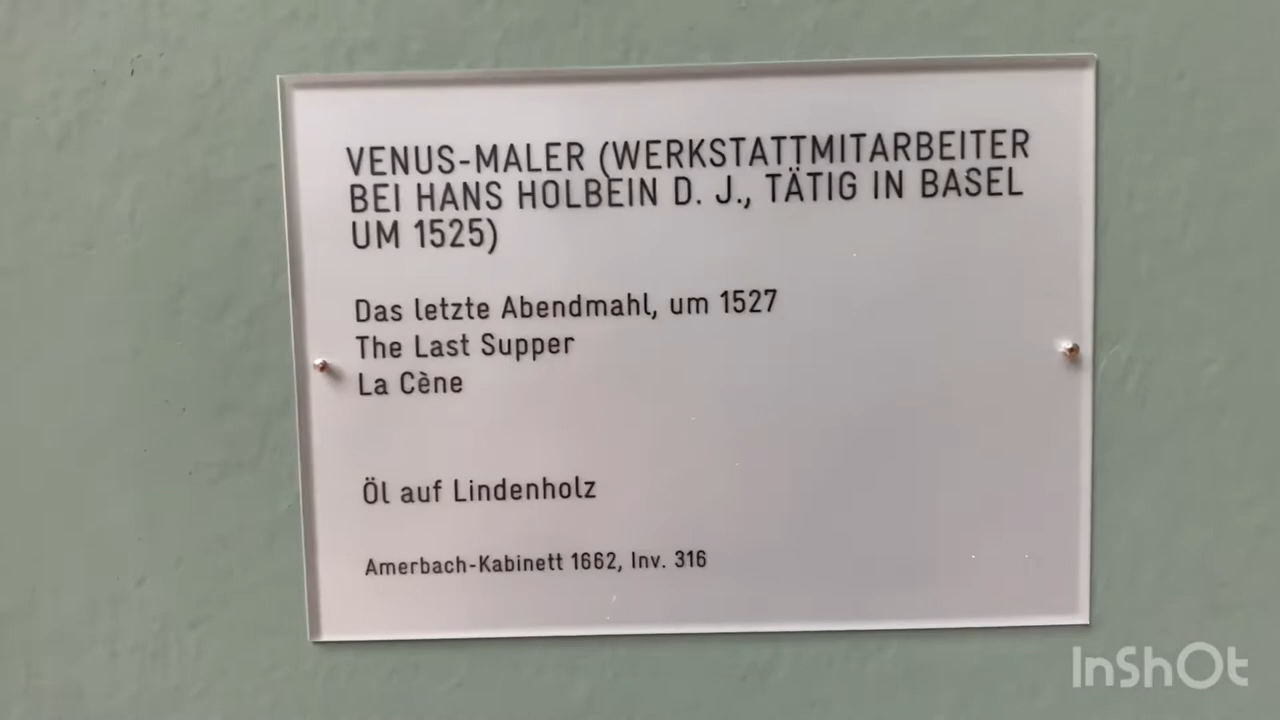 VENUS-MALER (WERKSTATTMITARBEITER
BEI HANS HOLBEIN D. J., TÄTIG IN BASEL
UM 1525)
Das letzte Abendmahl, um 1527
The Last Supper
La Cène
Öl auf Lindenholz
Amerbach-Kabinett 1662, Inv. 316
InShOt